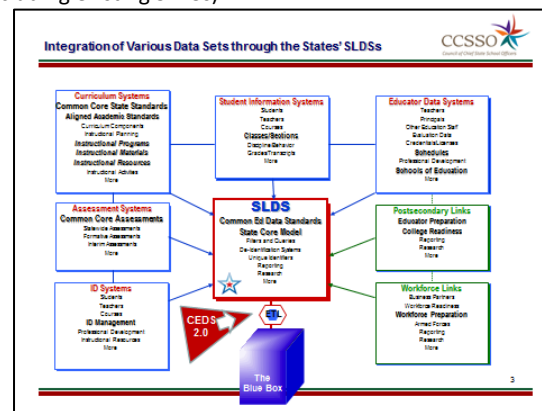 Integration of Various Data Sets through the States' SLDSs
CCSSO
Council of Chief State School Officers
Curriculum Systems
Common Core State Standards
Aligned Academic Standards
Curriculum Components
Instructional Planning
Instructional Programs
Instructional Materials
Instructional Resources
Instructional Advises
More
Student Information Systems
Students
Teachers
Courses
Classes/Sections
Discipline/Behavior
Grades/Transcripts
More
Educator Data Systems
Teachers
Principals
Other Education Staff
Evaluation Data
Credentials/Licenses
Schedules
Professional Development
Schools of Education
More
Assessment Systems
Common Core Assessments
Statewide Assessments
Formative Assessments
Interim Assessments
More
SLDS
Common Ed Data Standards
State Core Model
Filters and Queries
De-Identification Systems
Unique Identifiers
Reporting
Research
More
Postsecondary Links
Educator Preparation
College Readiness
Reporting
Research
More
ID Systems
Students
Teachers
Courses
ID Management
Professional Development
Instructional Resources
More
Workforce Links
Business Partners
Workforce Readiness
Workforce Preparation
Armed Forces
Reporting
Research
More
CEDS
2.0
ETL
The
Blue Box
3